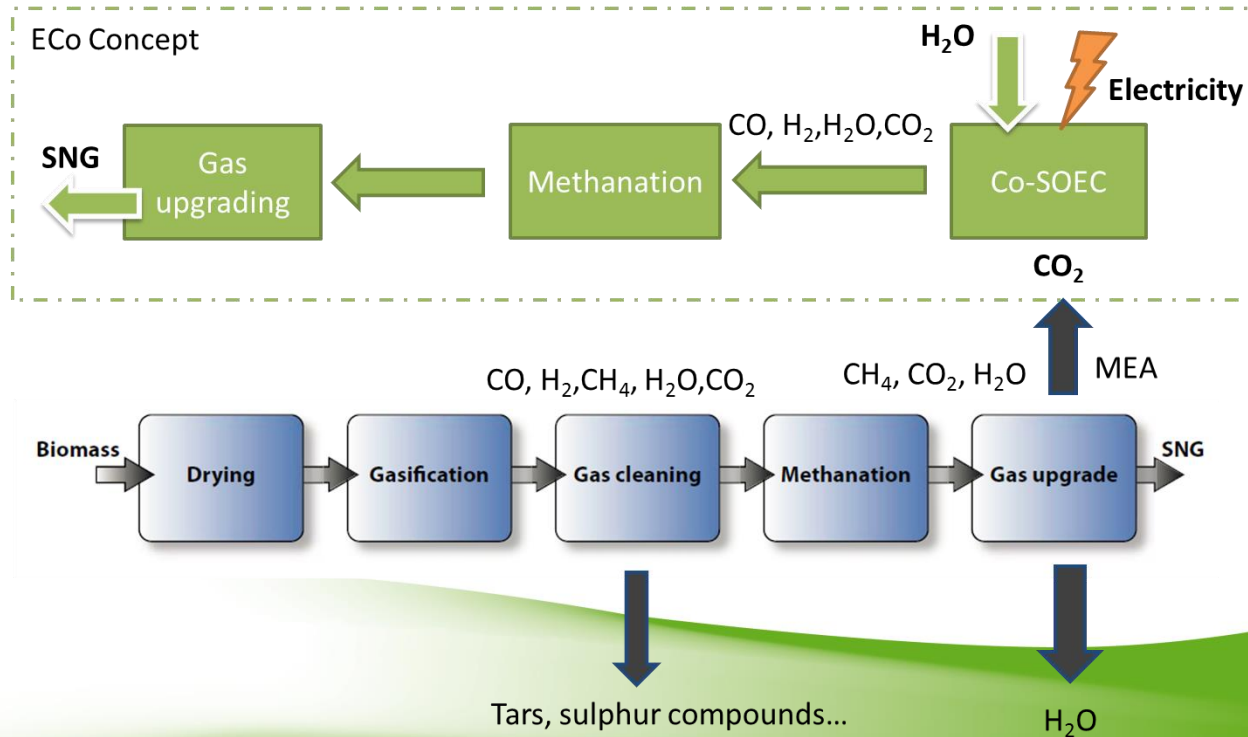 ECo Concept
H₂O
Electricity
CO, H₂,H₂O,CO₂
SNG
Gas
upgrading
Methanation
Co-SOEC
CO₂
CO, H₂,CH₄, H₂O,CO₂
CH₄, CO₂, H₂O
MEA
Biomass
Drying
Gasification
Gas cleaning
Methanation
Gas upgrade
SNG
Tars, sulphur compounds...
H₂O